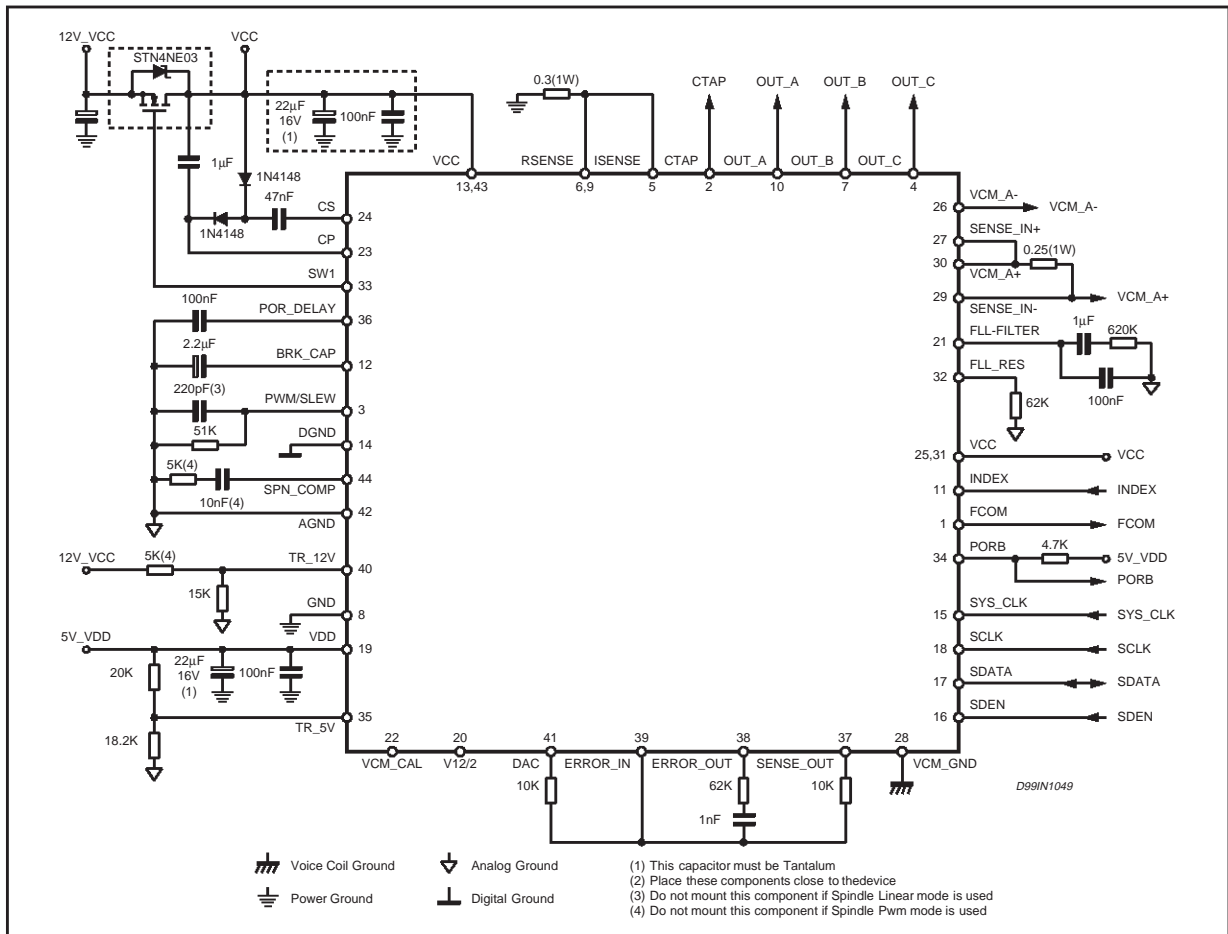 12V_VCC
VCC
STN4NE03
22μF
16V
(1)
100nF
0.3(1W)
CTAP
OUT_A
OUT_B
OUT_C
1μF
1N4148
47nF
1N4148
VCC
RSENSE
ISENSE
CTAP
OUT_A
OUT_B
OUT_C
13,43
6,9
5
2
10
7
4
CS
24
CP
23
SW1
33
100nF
POR_DELAY
36
2.2μF
BRK_CAP
12
220pF(3)
PWM/SLEW
3
51K
DGND
14
5K(4)
44
10nF(4)
SPN_COMP
42
AGND
12V_VCC
5K(4)
TR_12V
40
15K
GND
8
5V_VDD
VDD
19
20K
22μF
16V
(1)
100nF
35
TR_5V
18.2K
26
VCM_A-
VCM_A-
27
SENSE_IN+
0.25(1W)
30
VCM_A+
29
VCM_A+
SENSE_IN-
21
FLL-FILTER
1μF
620K
32
FLL_RES
100nF
62K
25,31
VCC
VCC
11
INDEX
INDEX
1
FCOM
FCOM
34
PORB
4.7K
5V_VDD
PORB
15
SYS_CLK
SYS_CLK
18
SCLK
SCLK
17
SDATA
SDATA
16
SDEN
SDEN
22
20
41
39
38
37
28
VCM_CAL
V12/2
DAC
ERROR_IN
ERROR_OUT
SENSE_OUT
VCM_GND
10K
62K
10K
1nF
D99IN1049
Voice Coil Ground
Analog Ground
Power Ground
Digital Ground
(1) This capacitor must be Tantalum
(2) Place these components close to thedevice
(3) Do not mount this component if Spindle Linear mode is used
(4) Do not mount this component if Spindle Pwm mode is used